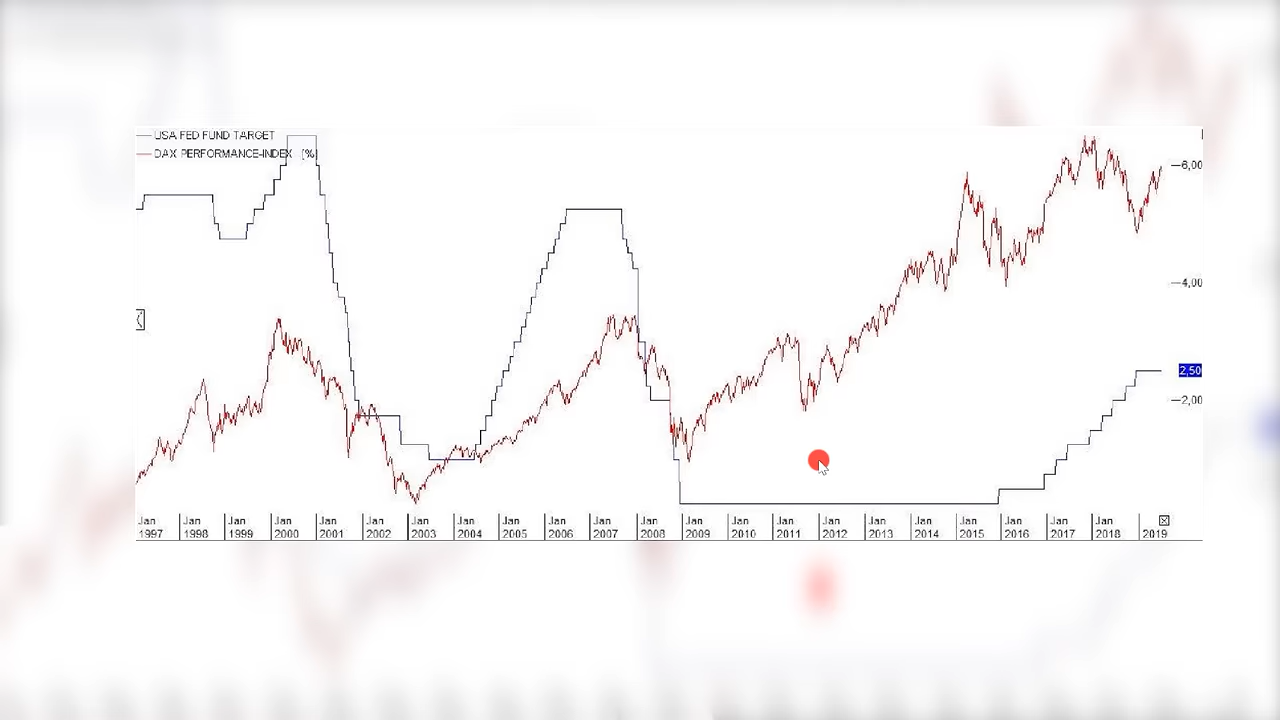 USA FED FUND TARGET
DAX PERFORMANCE-INDEX [%]
6,00
4,00
2,50
2,00
Jan Jan Jan Jan Jan Jan Jan Jan Jan Jan Jan Jan Jan Jan Jan Jan Jan Jan Jan Jan Jan Jan Jan
1997 1998 1999 2000 2001 2002 2003 2004 2005 2006 2007 2008 2009 2010 2011 2012 2013 2014 2015 2016 2017 2018 2019